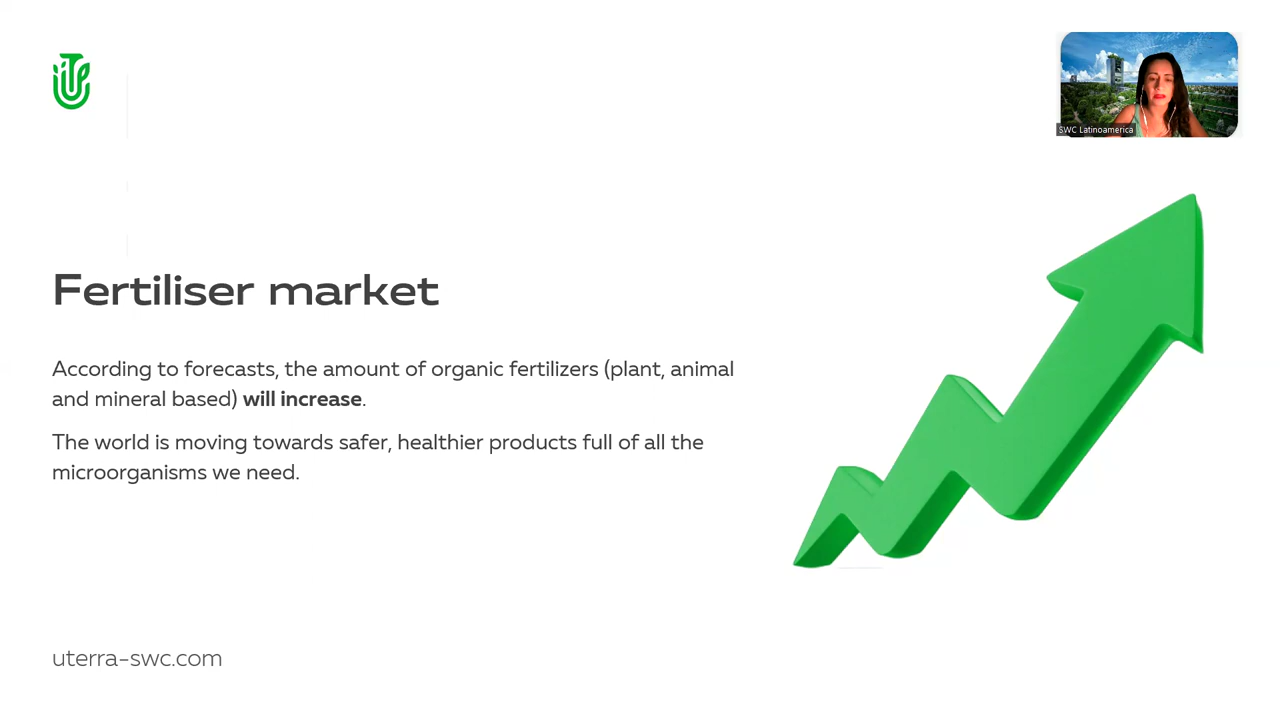 SWC Latinoamerica
Fertiliser market
According to forecasts, the amount of organic fertilizers (plant, animal
and mineral based) will increase.
The world is moving towards safer, healthier products full of all the
microorganisms we need.
uterra-swc.com